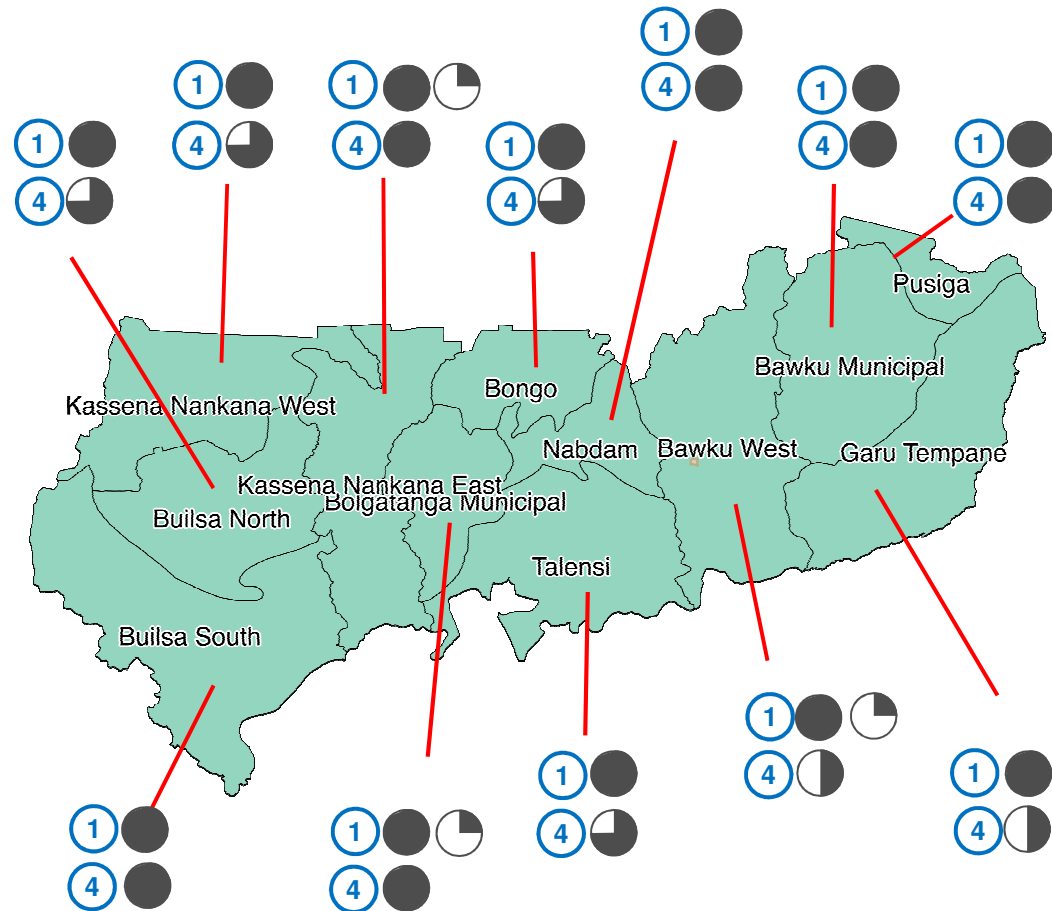 1
1
1
1
1
1
1
4
4
4
4
4
4
4
Pusiga
Bawku Municipal
Bongo
Kassena Nankana West
Nabdam
Bawku West
Garu Tempane
Kassena Nankana East
Bolgatanga Municipal
Builsa North
Talensi
Builsa South
1
4
1
4
1
4
1
4
1
4